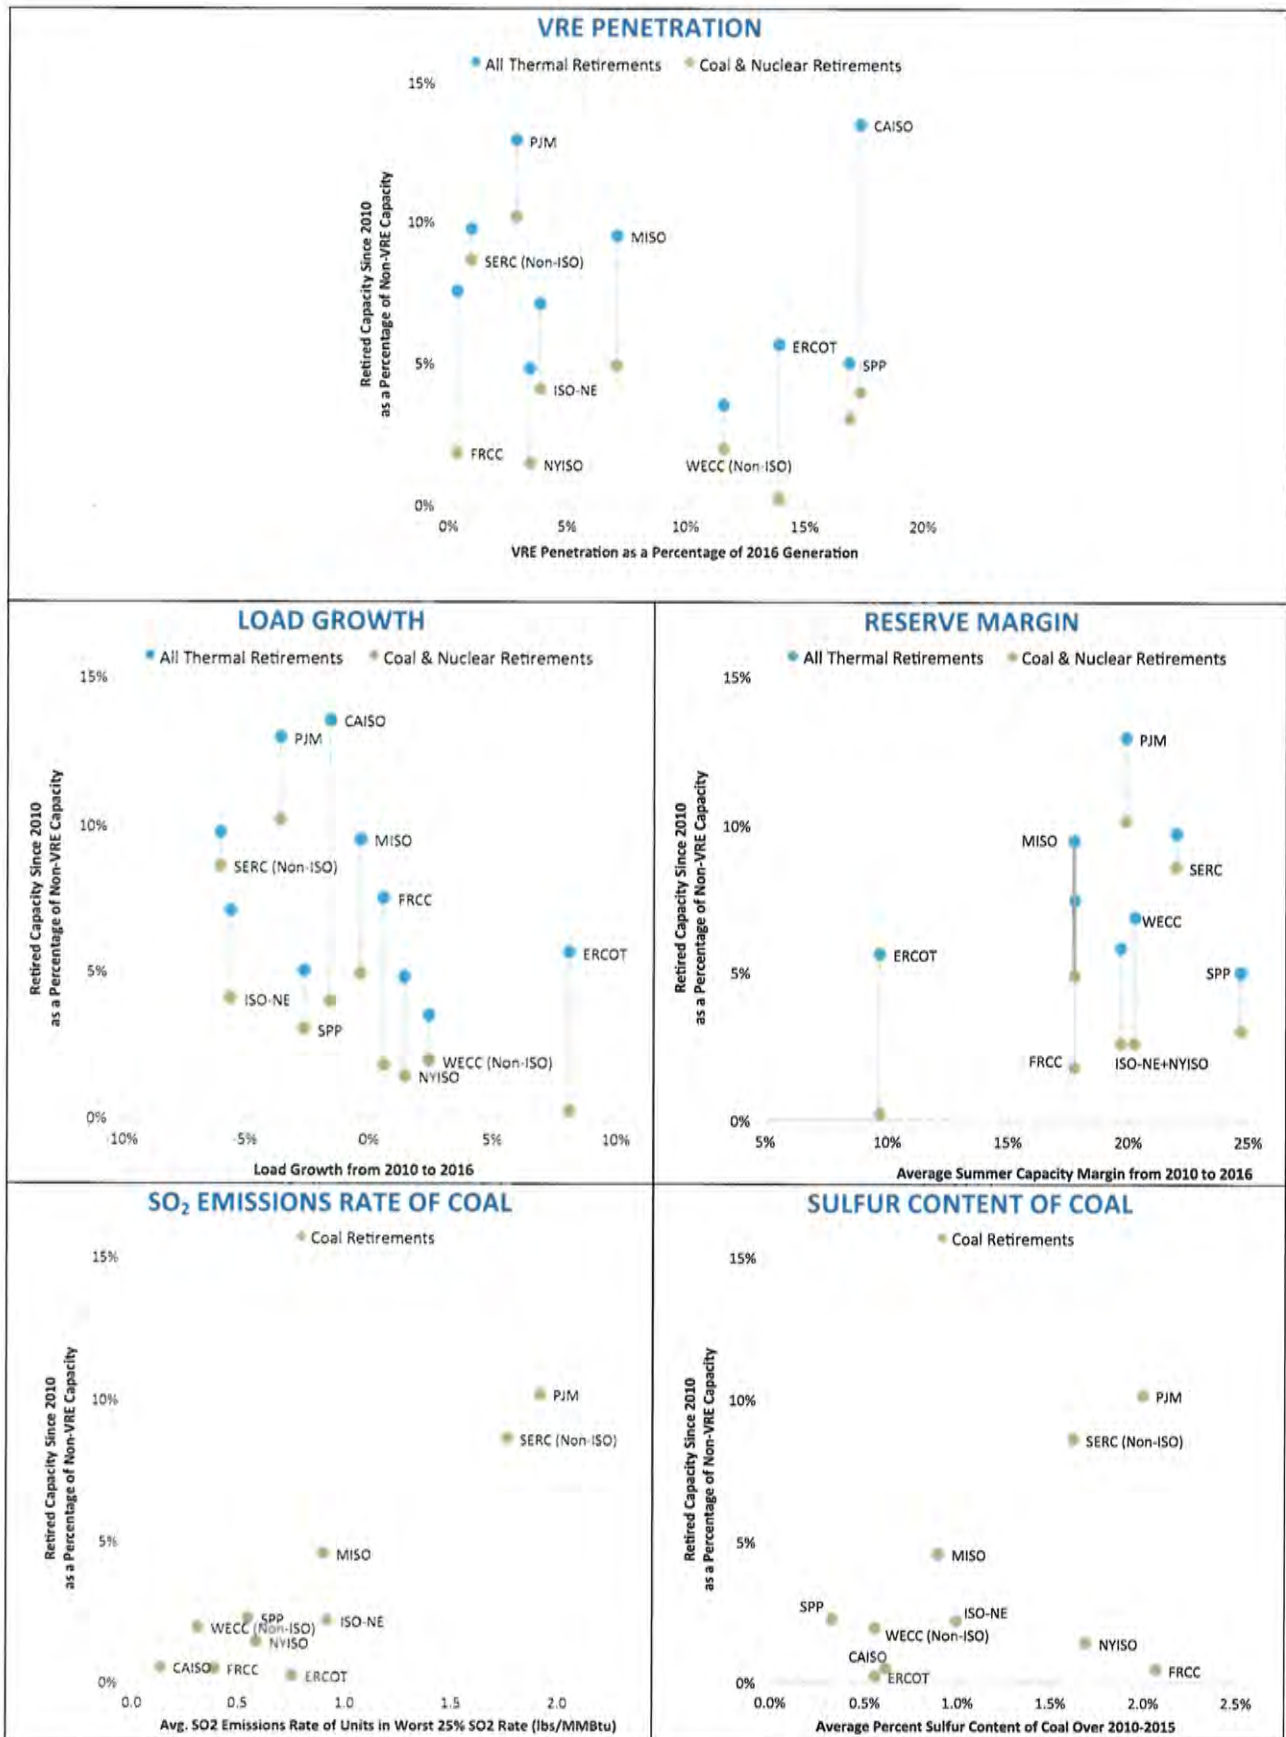 VRE PENETRATION
All Thermal Retirements Coal & Nuclear Retirements
Retired Capacity Since 2010
as a Percentage of Non-VRE Capacity
15%
10%
5%
0%
CAISO
PJM
MISO
SERC (Non-ISO)
ERCOT
SPP
ISO-NE
FRCC
NYISO
WECC (Non-ISO)
0% 5% 10% 15% 20%
VRE Penetration as a Percentage of 2016 Generation
LOAD GROWTH
All Thermal Retirements Coal & Nuclear Retirements
Retired Capacity Since 2010
as a Percentage of Non-VRE Capacity
15%
10%
5%
0%
CAISO
PJM
MISO
SERC (Non-ISO)
FRCC
ERCOT
ISO-NE
SPP
WECC (Non-ISO)
NYISO
10% -5% 0% 5% 10%
Load Growth from 2010 to 2016
RESERVE MARGIN
All Thermal Retirements Coal & Nuclear Retirements
Retired Capacity Since 2010
as a Percentage of Non-VRE Capacity
15%
10%
5%
0%
PJM
MISO
SERC
WECC
ERCOT
SPP
FRCC
ISO-NE+NYISO
5% 10% 15% 20% 25%
Average Summer Capacity Margin from 2010 to 2016
SO₂ EMISSIONS RATE OF COAL
Coal Retirements
Retired Capacity Since 2010
as a Percentage of Non-VRE Capacity
15%
10%
5%
0%
PJM
SERC (Non-ISO)
MISO
SPP
ISO-NE
WECC (Non-ISO)
NYISO
CAISO
FRCC
ERCOT
0.0 0.5 1.0 1.5 2.0
Avg. SO2 Emissions Rate of Units in Worst 25% SO2 Rate (lbs/MMBtu)
SULFUR CONTENT OF COAL
Coal Retirements
Retired Capacity Since 2010
as a Percentage of Non-VRE Capacity
15%
10%
5%
0%
PJM
SERC (Non-ISO)
MISO
SPP
ISO-NE
WECC (Non-ISO)
NYISO
CAISO
ERCOT
FRCC
0.0% 0.5% 1.0% 1.5% 2.0% 2.5%
Average Percent Sulfur Content of Coal Over 2010-2015